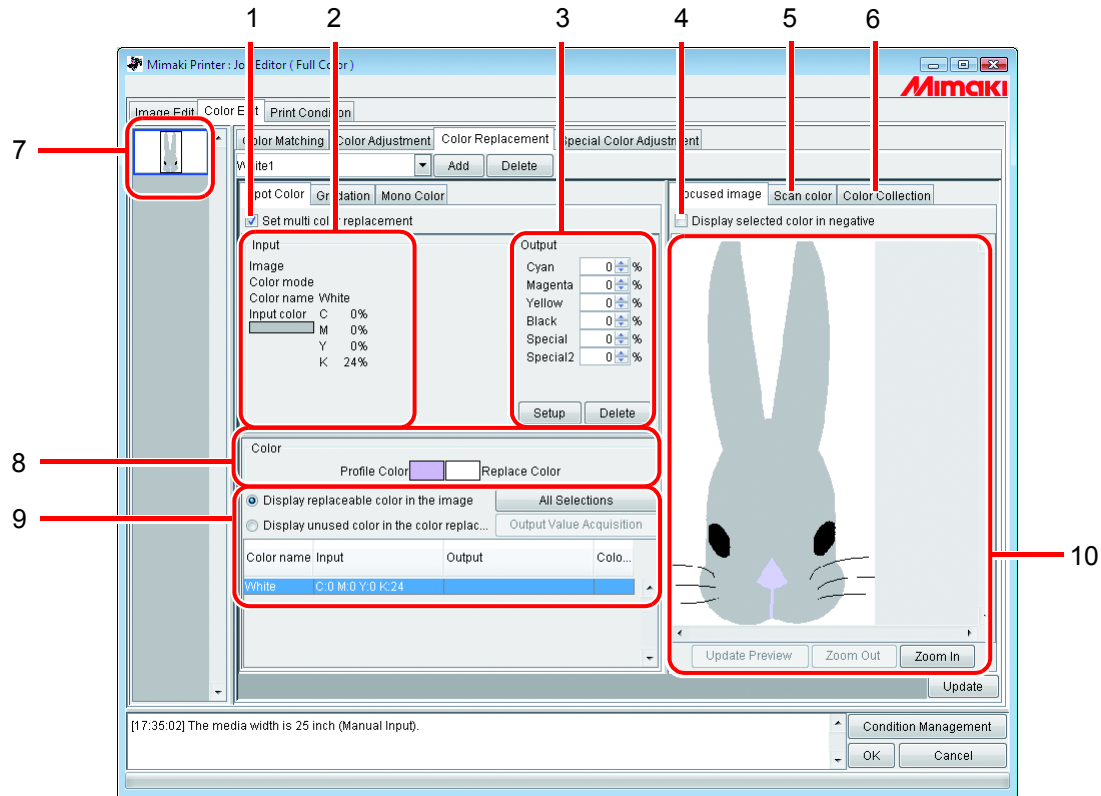 1 2 3 4 5 6
Mimaki Printer : Job Editor ( Full Color )
Mimaki
Image Edit Color Edit Print Condition
7
Color Matching Color Adjustment Color Replacement Special Color Adjustment
White1 Add Delete
Spot Color Gradation Mono Color
Focused image Scan color Color Collection
Set multi color replacement
Display selected color in negative
Input
Image
Color mode
Color name White
Input color C 0%
M 0%
Y 0%
K 24%
Output
Cyan 0 %
Magenta 0 %
Yellow 0 %
Black 0 %
Special 0 %
Special2 0 %
Setup Delete
8
Color
Profile Color Replace Color
9
Display replaceable color in the image All Selections
Display unused color in the color replac... Output Value Acquisition
Color name Input Output Colo...
White C:0 M:0 Y:0 K:24
10
Update Preview Zoom Out Zoom In
Update
[17:35:02] The media width is 25 inch (Manual Input).
Condition Management
OK Cancel